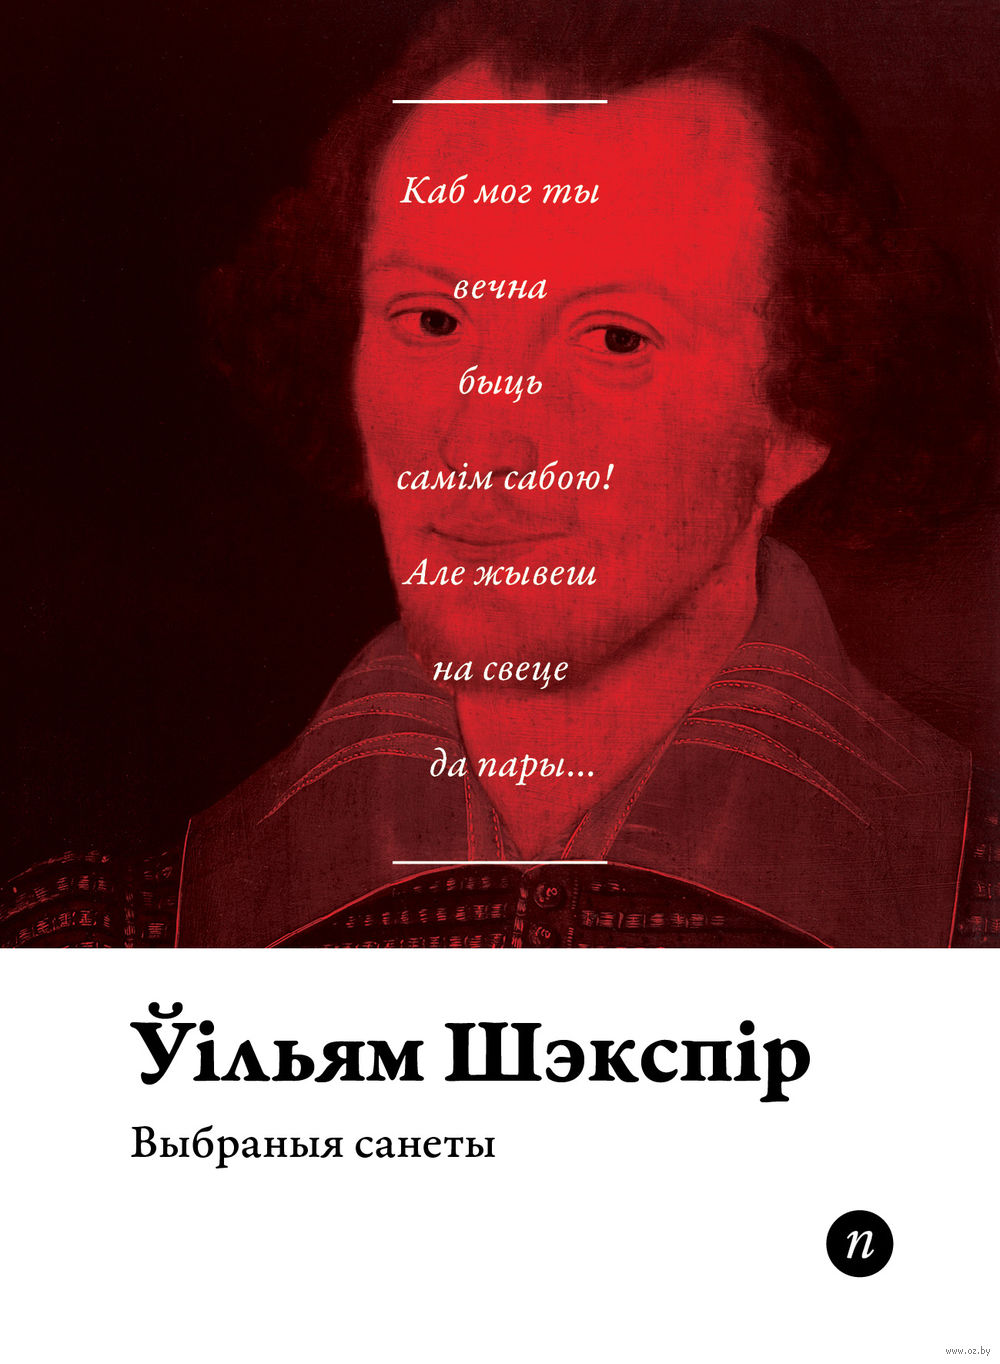 Каб мог ты
вечна
быць
самім сабою!
Але жывеш
на свеце
да пары...
Ўільям Шэкспір
Выбраныя санеты
п
www.oz.by